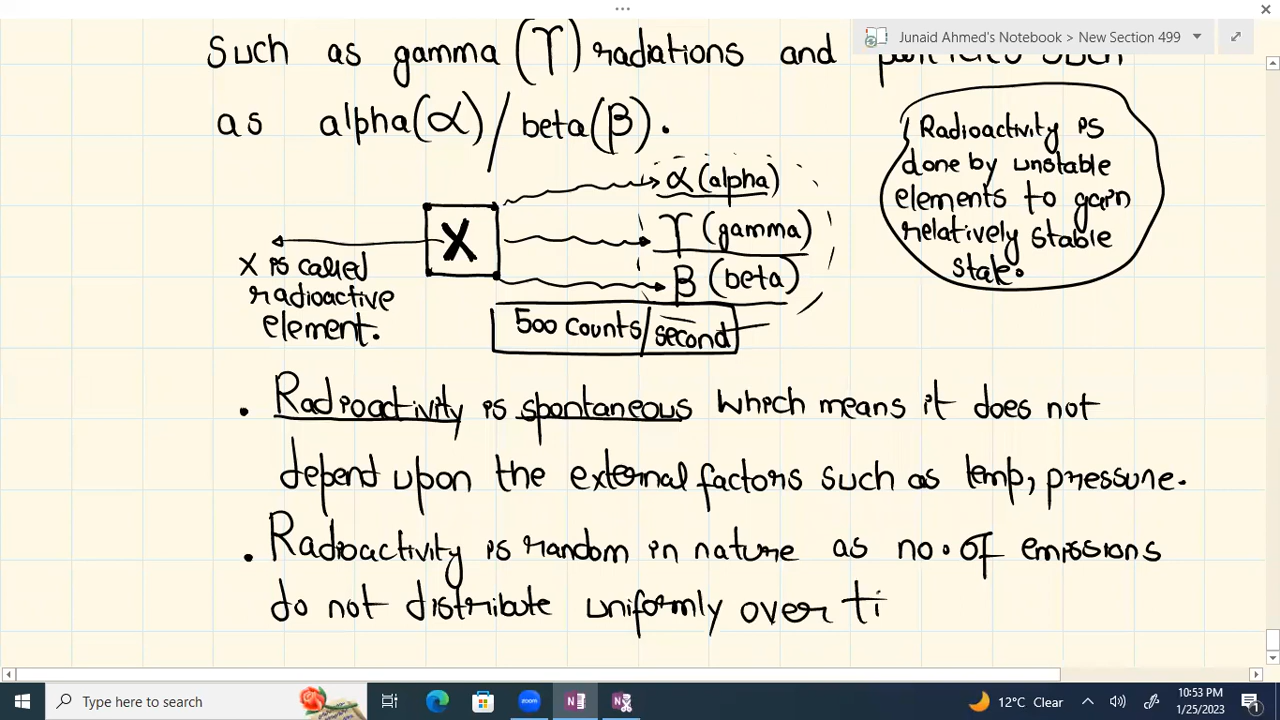 Junaid Ahmed's Notebook > New Section 499
Such as gamma (ϒ) radiations and particles such
as alpha(α)/beta(β).
Radioactivity is
done by unstable
elements to gain
relatively stable
state.
α (alpha)
ϒ (gamma)
β (beta)
X
X is called
radioactive
element.
500 counts/second
• Radioactivity is spontaneous which means it does not
depend upon the external factors such as temp, pressure.
• Radioactivity is random in nature as no. of emissions
do not distribute uniformly over ti
Type here to search
zoom
12°C Clear
10:53 PM
1/25/2023
1